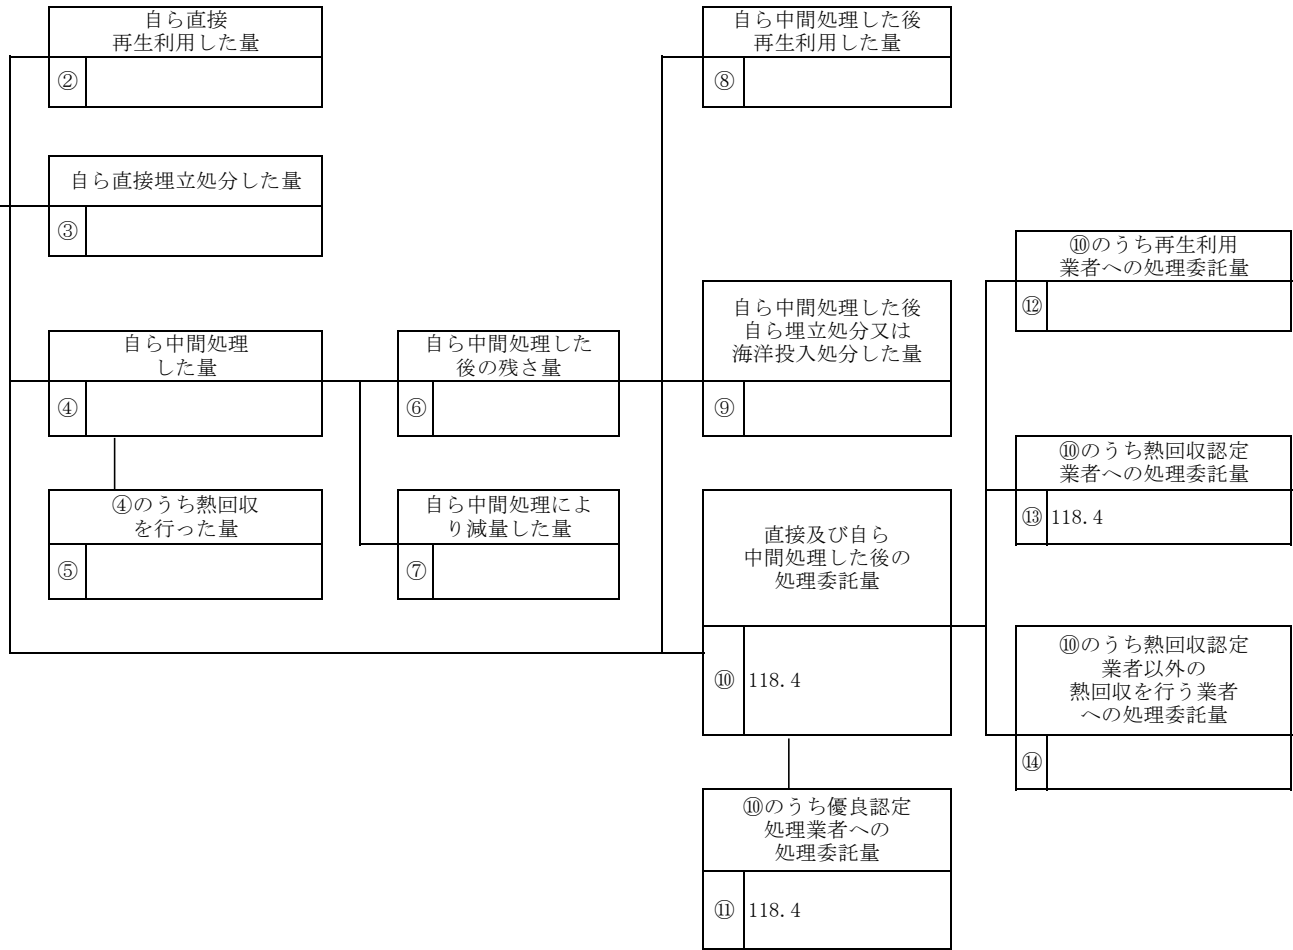 自ら直接
再生利用した量
②
自ら中間処理した後
再生利用した量
⑧
自ら直接埋立処分した量
③
⑩のうち再生利用
業者への処理委託量
⑫
自ら中間処理
した量
④
自ら中間処理した
後の残さ量
⑥
自ら中間処理した後
自ら埋立処分又は
海洋投入処分した量
⑨
⑩のうち熱回収認定
業者への処理委託量
⑬ 118.4
④のうち熱回収
を行った量
⑤
自ら中間処理によ
り減量した量
⑦
直接及び自ら
中間処理した後の
処理委託量
⑩ 118.4
⑩のうち熱回収認定
業者以外の
熱回収を行う業者
への処理委託量
⑭
⑩のうち優良認定
処理業者への
処理委託量
⑪ 118.4